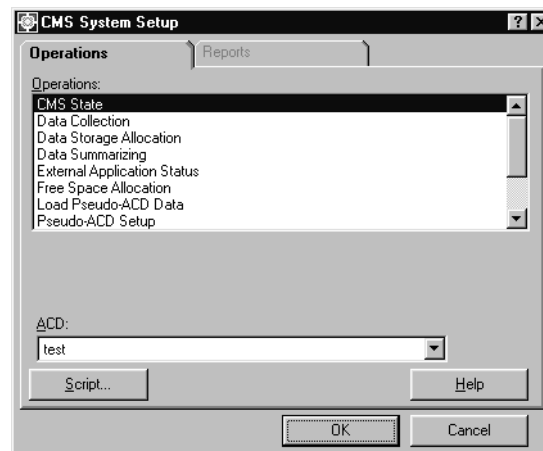 CMS System Setup
Operations
Reports
Operations:
CMS State
Data Collection
Data Storage Allocation
Data Summarizing
External Application Status
Free Space Allocation
Load Pseudo-ACD Data
Pseudo-ACD Setup
ACD:
test
Script...
Help
OK
Cancel